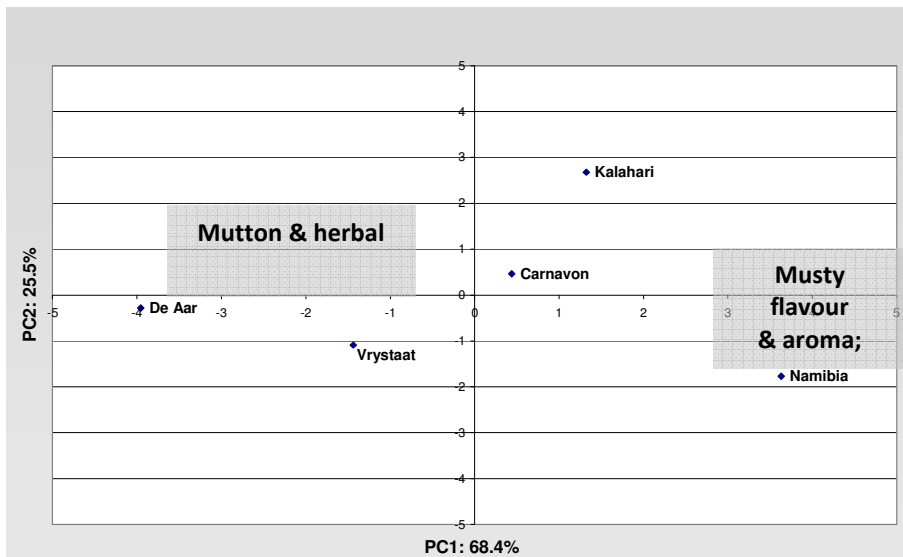 5
4
3
Kalahari
2
Mutton & herbal
1
Carnavon
Musty
flavour
& aroma;
0
De Aar
-5 -4 -3 -2 -1 0 1 2 3 4 5
-1
Vrystaat
-2
Namibia
-3
-4
-5
PC2: 25.5%
PC1: 68.4%